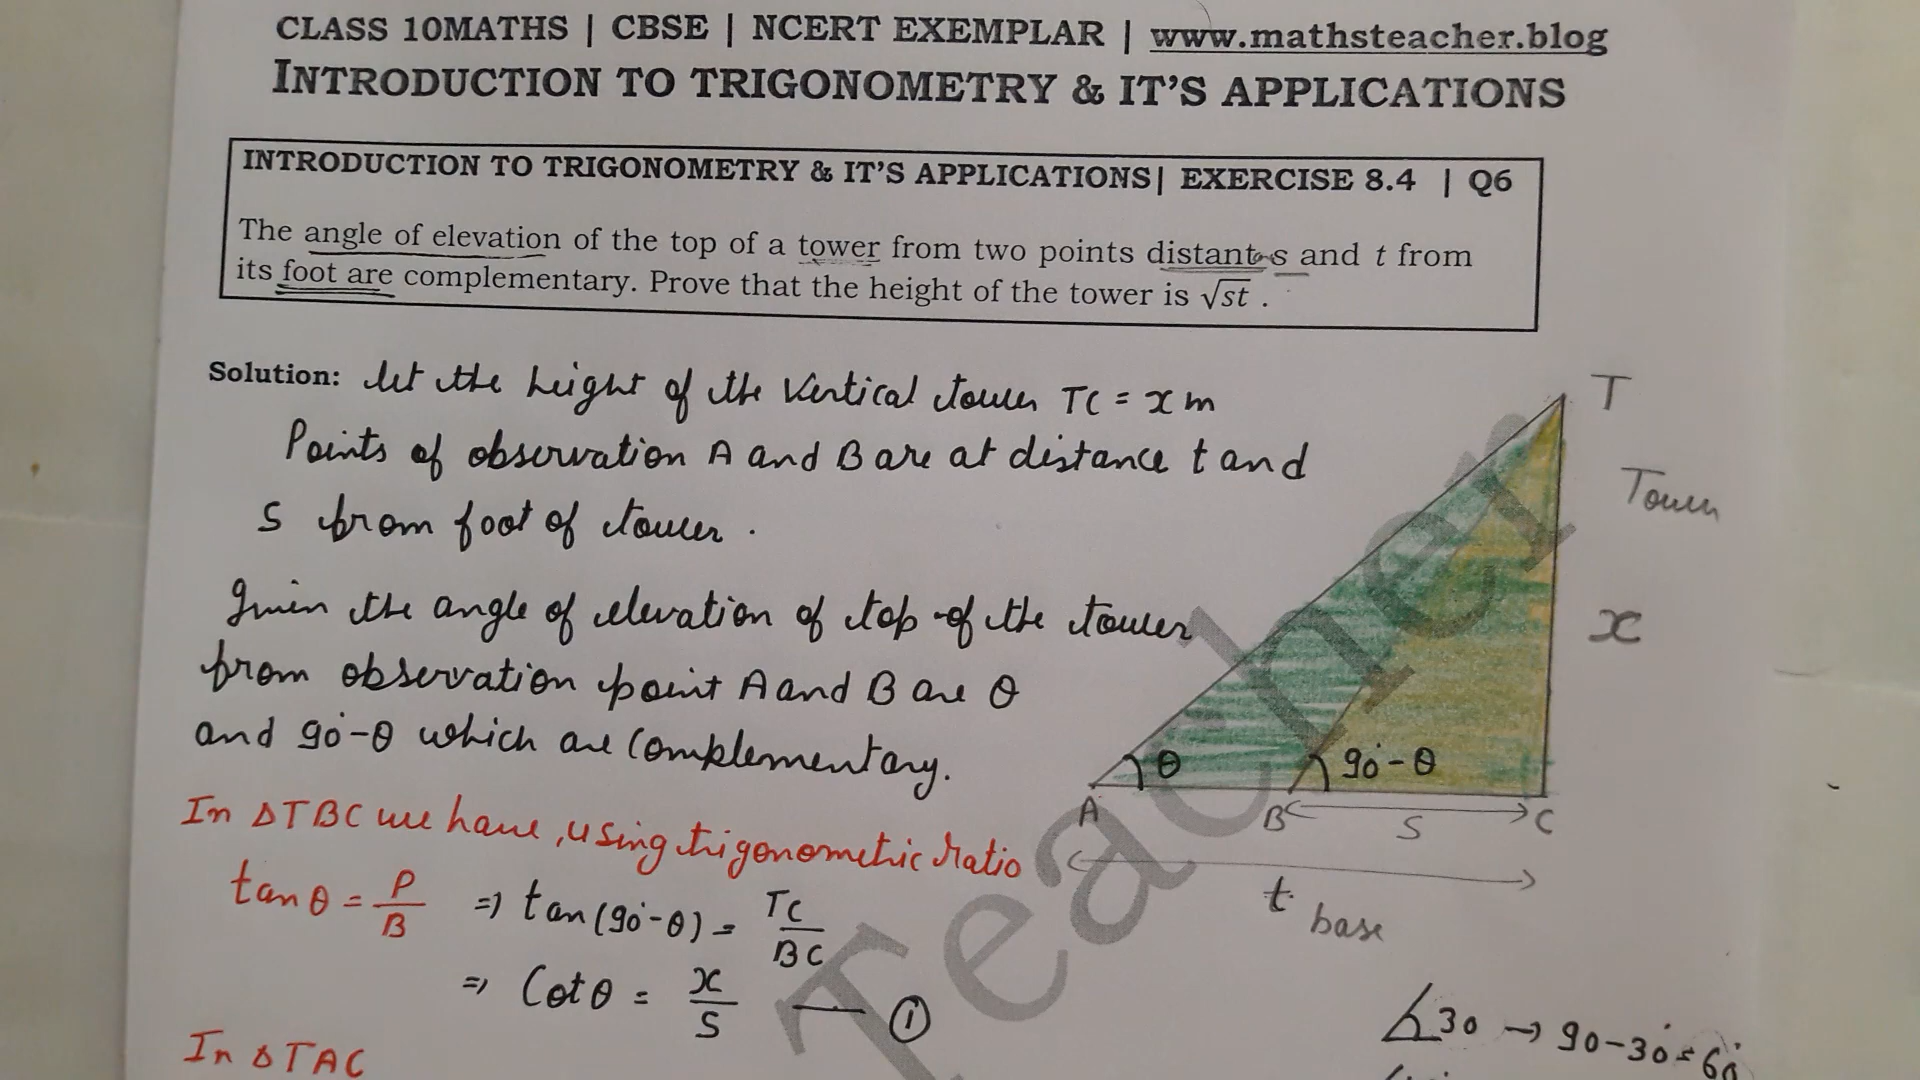 CLASS 10MATHS | CBSE | NCERT EXEMPLAR | www.mathsteacher.blog
INTRODUCTION TO TRIGONOMETRY & IT'S APPLICATIONS
INTRODUCTION TO TRIGONOMETRY & IT'S APPLICATIONS| EXERCISE 8.4 | Q6
The angle of elevation of the top of a tower from two points distant s and t from
its foot are complementary. Prove that the height of the tower is √st .
Solution: let the height of the Vertical tower TC = x m
Points of observation A and B are at distance t and
s from foot of tower .
Given the angle of elevation of top of the tower
from observation point A and B are θ
and 90°-θ which are Complementary.
In ΔTBC we have, using trigonometric ratio
tan θ = P/B ⇒ tan(90°-θ) = TC/BC
⇒ Cot θ = x/s — ①
In ΔTAC
T
Tower
x
θ
90°-θ
A
B
s
C
t
base
∠30 → 90-30°=60°
Teacher